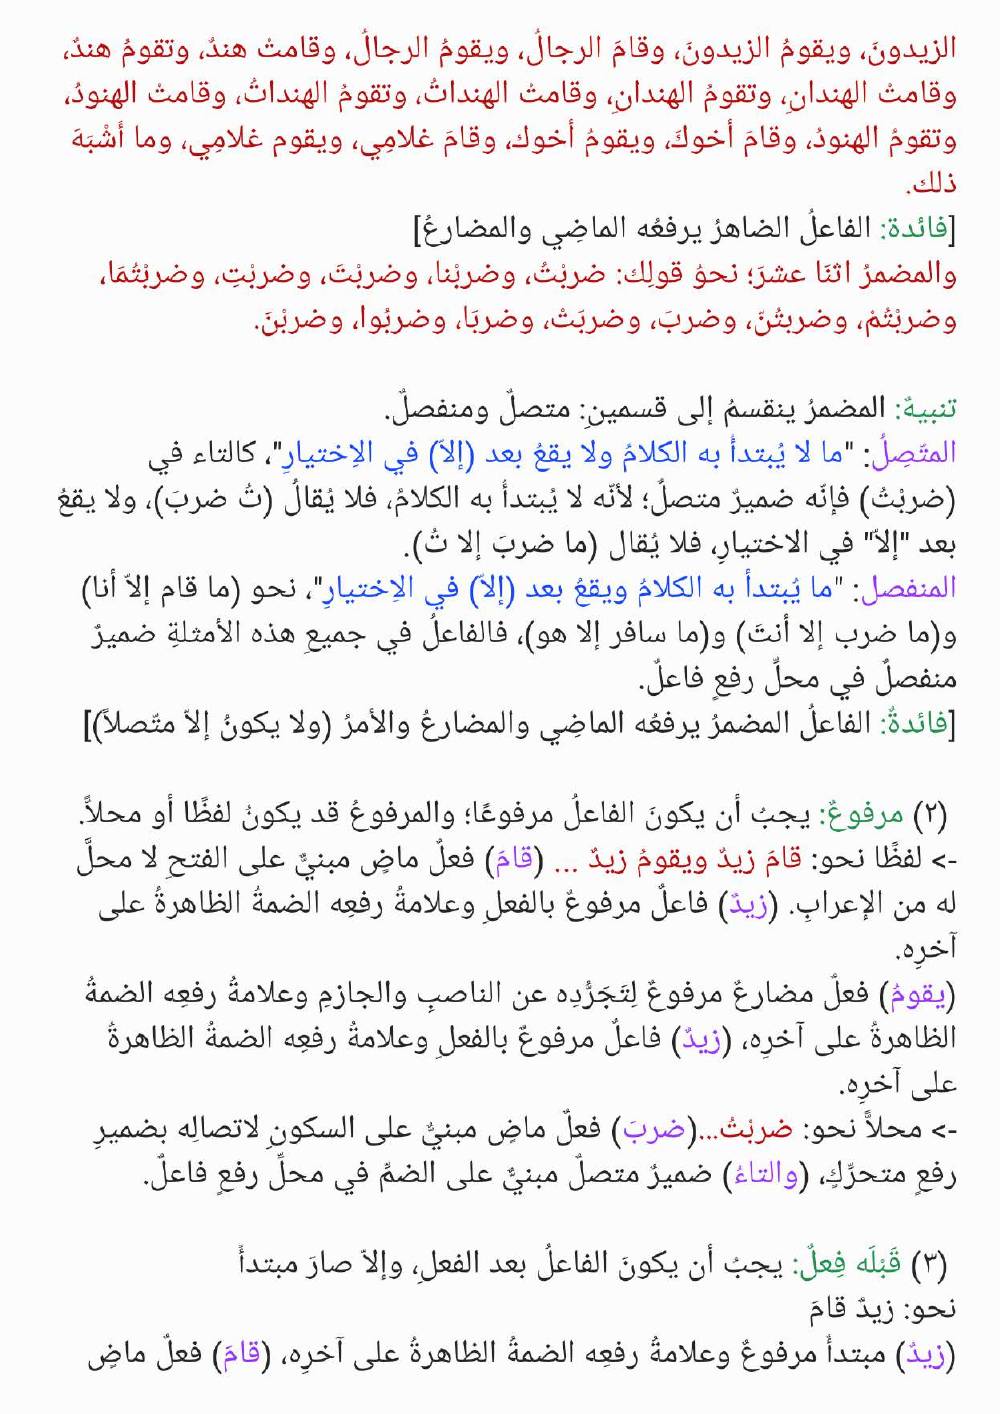 الزيدونَ، ويقومُ الزيدونَ، وقامَ الرجالُ، ويقومُ الرجالُ، وقامتْ هندٌ، وتقومُ هندٌ،
وقامتْ الهندانِ، وتقومُ الهندانِ، وقامتْ الهنداتُ، وتقومُ الهنداتُ، وقامتْ الهنودُ،
وتقومُ الهنودُ، وقامَ أخوكَ، ويقومُ أخوك، وقامَ غلامِي، ويقوم غلامِي، وما أَشْبَهَ
ذلك.
[فائدة: الفاعلُ الضاهرُ يرفعُه الماضِي والمضارعُ]
والمضمرُ اثنَا عشرَ؛ نحوُ قولِك: ضربْتُ، وضربْنا، وضربْتَ، وضربْتِ، وضربْتُمَا،
وضربْتُمْ، وضربتُنّ، وضربَ، وضربَتْ، وضربَا، وضربُوا، وضربْنَ.
تنبيهٌ: المضمرُ ينقسمُ إلى قسمينِ: متصلٌ ومنفصلٌ.
المتّصِلُ: "ما لا يُبتدأُ به الكلامُ ولا يقعُ بعد (إلاّ) في الاِختيارِ"، كالتاء في
(ضربْتُ) فإنّه ضميرٌ متصلٌ؛ لأنّه لا يُبتدأُ به الكلامُ، فلا يُقالُ (تُ ضربَ)، ولا يقعُ
بعد "إلاّ" في الاختيارِ، فلا يُقال (ما ضربَ إلا تُ).
المنفصل: "ما يُبتدأُ به الكلامُ ويقعُ بعد (إلاّ) في الاِختيارِ"، نحو (ما قام إلاّ أنا)
و(ما ضرب إلا أنتَ) و(ما سافر إلا هو)، فالفاعلُ في جميعِ هذه الأمثلةِ ضميرٌ
منفصلٌ في محلِّ رفعٍ فاعلٌ.
[فائدةٌ: الفاعلُ المضمرُ يرفعُه الماضِي والمضارعُ والأمرُ (ولا يكونُ إلاّ متّصلاً)]
(٢) مرفوعٌ: يجبُ أن يكونَ الفاعلُ مرفوعًا؛ والمرفوعُ قد يكونُ لفظًا أو محلاًّ.
-> لفظًا نحو: قامَ زيدٌ ويقومُ زيدٌ ... (قامَ) فعلٌ ماضٍ مبنيٌّ على الفتحِ لا محلَّ
له من الإعرابِ. (زيدٌ) فاعلٌ مرفوعٌ بالفعلِ وعلامةُ رفعِه الضمةُ الظاهرةُ على
آخرِه.
(يقومُ) فعلٌ مضارعٌ مرفوعٌ لِتَجَرُّدِه عن الناصبِ والجازمِ وعلامةُ رفعِه الضمةُ
الظاهرةُ على آخرِه، (زيدٌ) فاعلٌ مرفوعٌ بالفعلِ وعلامةُ رفعِه الضمةُ الظاهرةُ
على آخرِه.
-> محلاًّ نحو: ضربْتُ...(ضربَ) فعلٌ ماضٍ مبنيٌّ على السكونِ لاتصالِه بضميرِ
رفعٍ متحرِّكٍ، (والتاءُ) ضميرٌ متصلٌ مبنيٌّ على الضمِّ في محلِّ رفعٍ فاعلٌ.
(٣) قَبْلَه فِعلٌ: يجبُ أن يكونَ الفاعلُ بعد الفعلِ، وإلاّ صارَ مبتدأً
نحو: زيدٌ قامَ
(زيدٌ) مبتدأٌ مرفوعٌ وعلامةُ رفعِه الضمةُ الظاهرةُ على آخرِه، (قامَ) فعلٌ ماضٍ